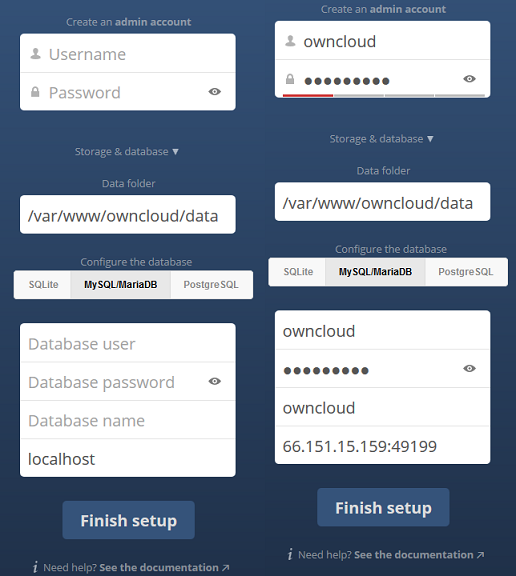 Create an admin account
Username
Password
Storage & database ▼
Data folder
/var/www/owncloud/data
Configure the database
SQLite MySQL/MariaDB PostgreSQL
Database user
Database password
Database name
localhost
Finish setup
i Need help? See the documentation ↗
Create an admin account
owncloud
●●●●●●●●●
Storage & database ▼
Data folder
/var/www/owncloud/data
Configure the database
SQLite MySQL/MariaDB PostgreSQL
owncloud
●●●●●●●●●
owncloud
66.151.15.159:49199
Finish setup
i Need help? See the documentation ↗